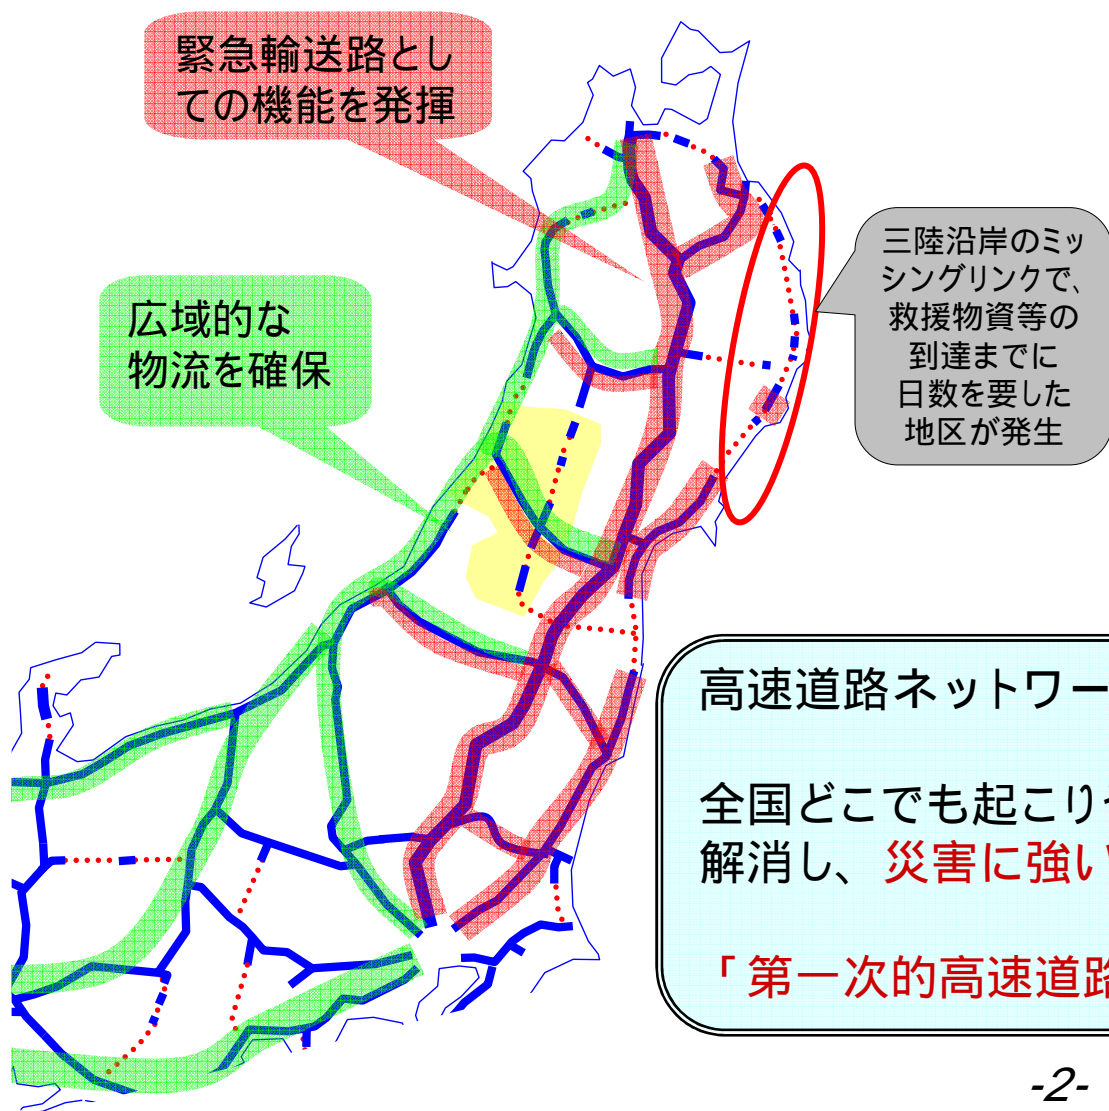 緊急輸送路とし
ての機能を発揮
広域的な
物流を確保
三陸沿岸のミッ
シングリンクで、
救援物資等の
到達までに
日数を要した
地区が発生
高速道路ネットワー
全国どこでも起こり
解消し、災害に強い
「第一次的高速道路
-2-